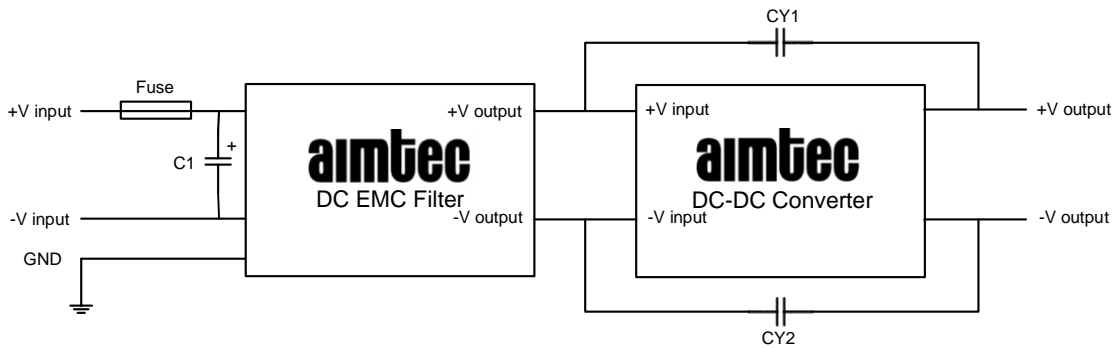 CY1
Fuse
+V input
+V output
+V input
+V output
C1
+
aimtec
DC EMC Filter
aimtec
DC-DC Converter
-V input
-V output
-V input
-V output
GND
CY2